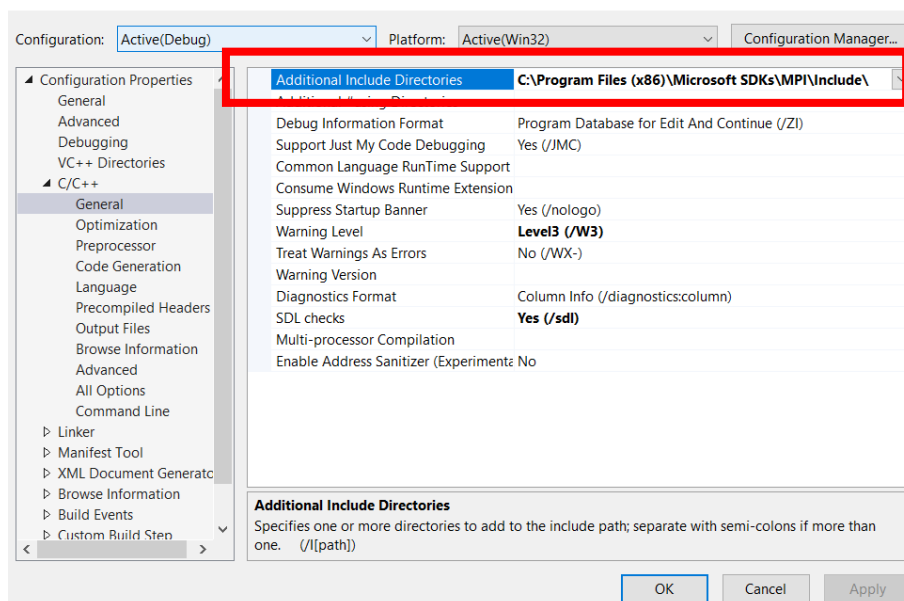 Configuration: Active(Debug) Platform: Active(Win32) Configuration Manager...
Configuration Properties
General
Advanced
Debugging
VC++ Directories
C/C++
General
Optimization
Preprocessor
Code Generation
Language
Precompiled Headers
Output Files
Browse Information
Advanced
All Options
Command Line
Linker
Manifest Tool
XML Document Generato
Browse Information
Build Events
Custom Build Step
Additional Include Directories C:\Program Files (x86)\Microsoft SDKs\MPI\Include\
Debug Information Format Program Database for Edit And Continue (/ZI)
Support Just My Code Debugging Yes (/JMC)
Common Language RunTime Support
Consume Windows Runtime Extension
Suppress Startup Banner Yes (/nologo)
Warning Level Level3 (/W3)
Treat Warnings As Errors No (/WX-)
Warning Version
Diagnostics Format Column Info (/diagnostics:column)
SDL checks Yes (/sdl)
Multi-processor Compilation
Enable Address Sanitizer (Experimenta No
Additional Include Directories
Specifies one or more directories to add to the include path; separate with semi-colons if more than
one. (/I[path])
OK Cancel Apply